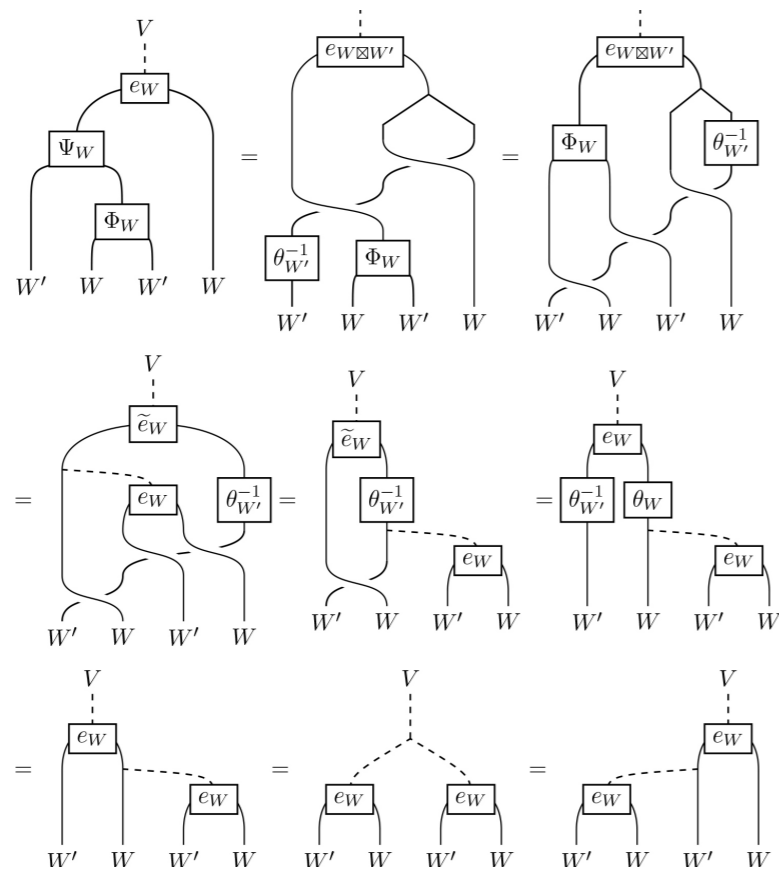 V
e_W e_{W⊠W'} e_{W⊠W'}
Ψ_W = = Φ_W θ_{W'}^{-1}
Φ_W θ_{W'}^{-1} Φ_W
W' W W' W W' W W' W W' W W' W
V V V
ẽ_W ẽ_W e_W
= e_W θ_{W'}^{-1} = θ_{W'}^{-1} = θ_{W'}^{-1} θ_W
e_W e_W
W' W W' W W' W W' W W' W W' W
V V V
e_W e_W
= e_W = e_W e_W = e_W
W' W W' W W' W W' W W' W W' W